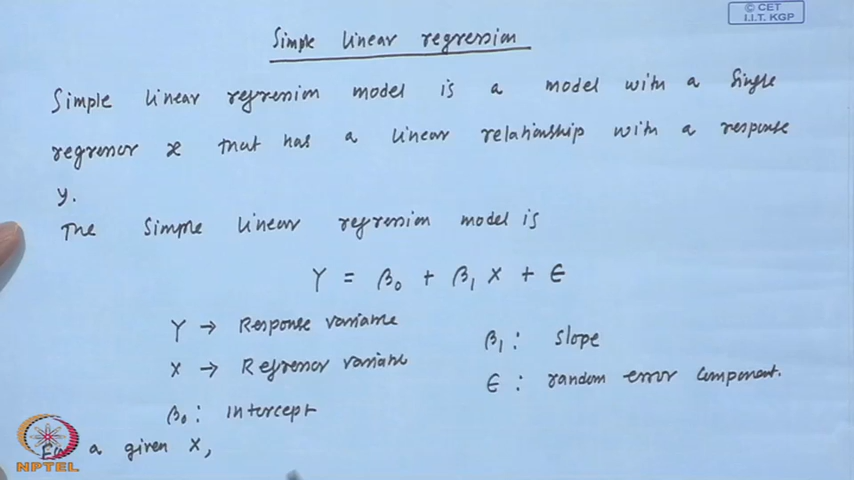 © CET
I.I.T. KGP
Simple linear regression
Simple linear regression model is a model with a single
regressor x that has a linear relationship with a response
y.
The simple linear regression model is
Y = β₀ + β₁ X + ϵ
Y → Response variable
X → Regressor variable
β₀ : intercept
β₁ : slope
ϵ : random error component.
a given X,
NPTEL